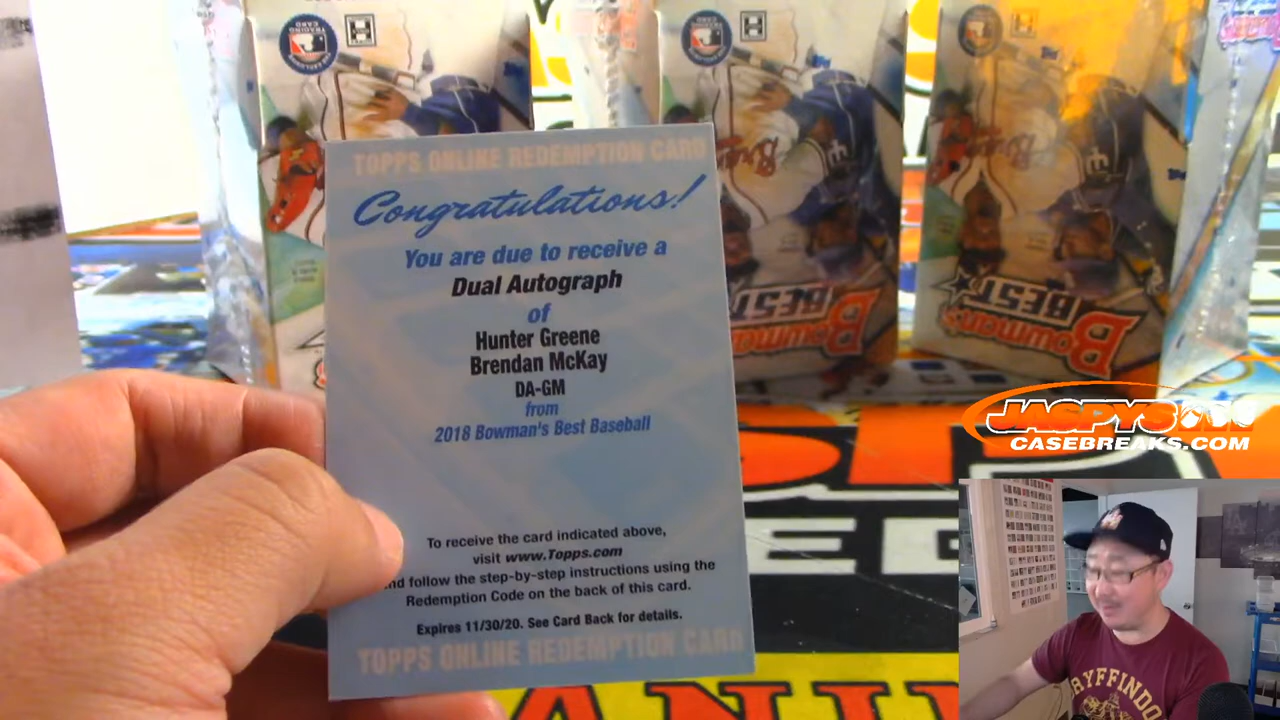 TOPPS ONLINE REDEMPTION CARD
Congratulations!
You are due to receive a
Dual Autograph
of
Hunter Greene
Brendan McKay
DA-GM
from
2018 Bowman's Best Baseball
To receive the card indicated above,
visit www.Topps.com
nd follow the step-by-step instructions using the
Redemption Code on the back of this card.
Expires 11/30/20. See Card Back for details.
TOPPS ONLINE REDEMPTION CARD
Bowman's
BEST
Bowman's
BEST
JASPYS
CASEBREAKS.COM
RYFFINDO